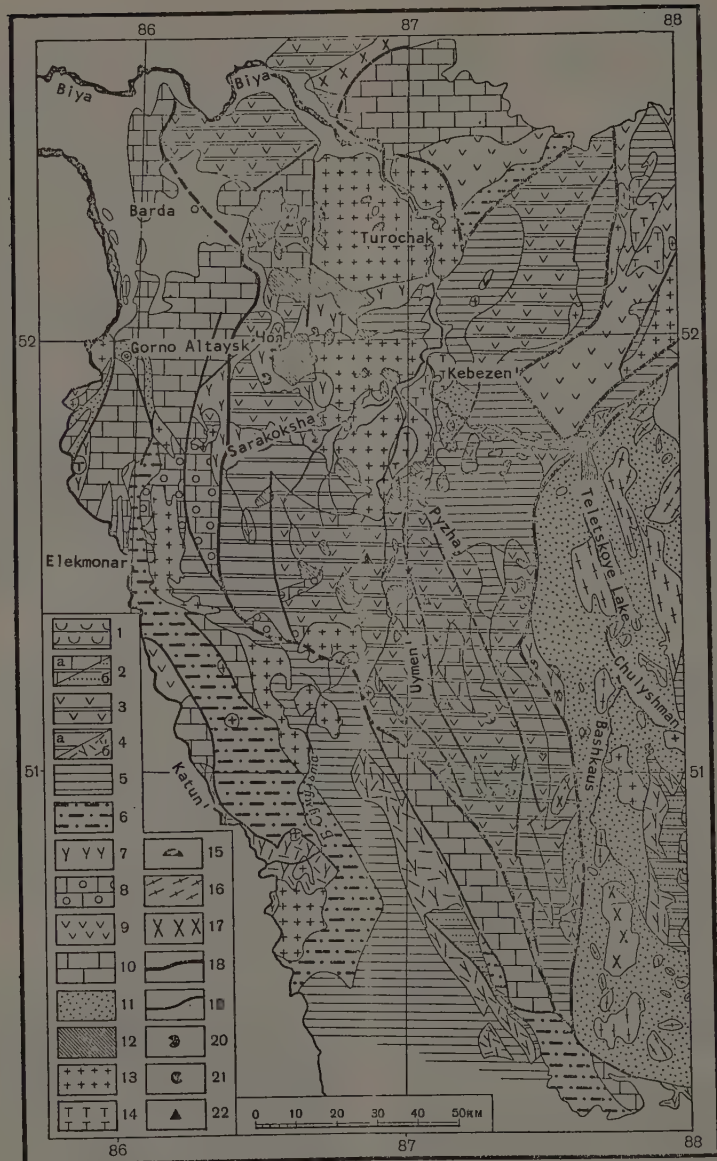 86 87 88
Biya
Biya
Barda
Turochak
52 52
Gorno Altaysk
Kebezen
Sarakoksha
Pyzha
Teletskoye Lake
Elekmonar
Uymen
Chulyshman
Bashkaus
51 51
Katun
1
а б 2
3
а б 4
5
6
7 15
8 16
9 17
10 18
11
12 20
13 21
14 22
0 10 20 30 40 50км
86 87 88